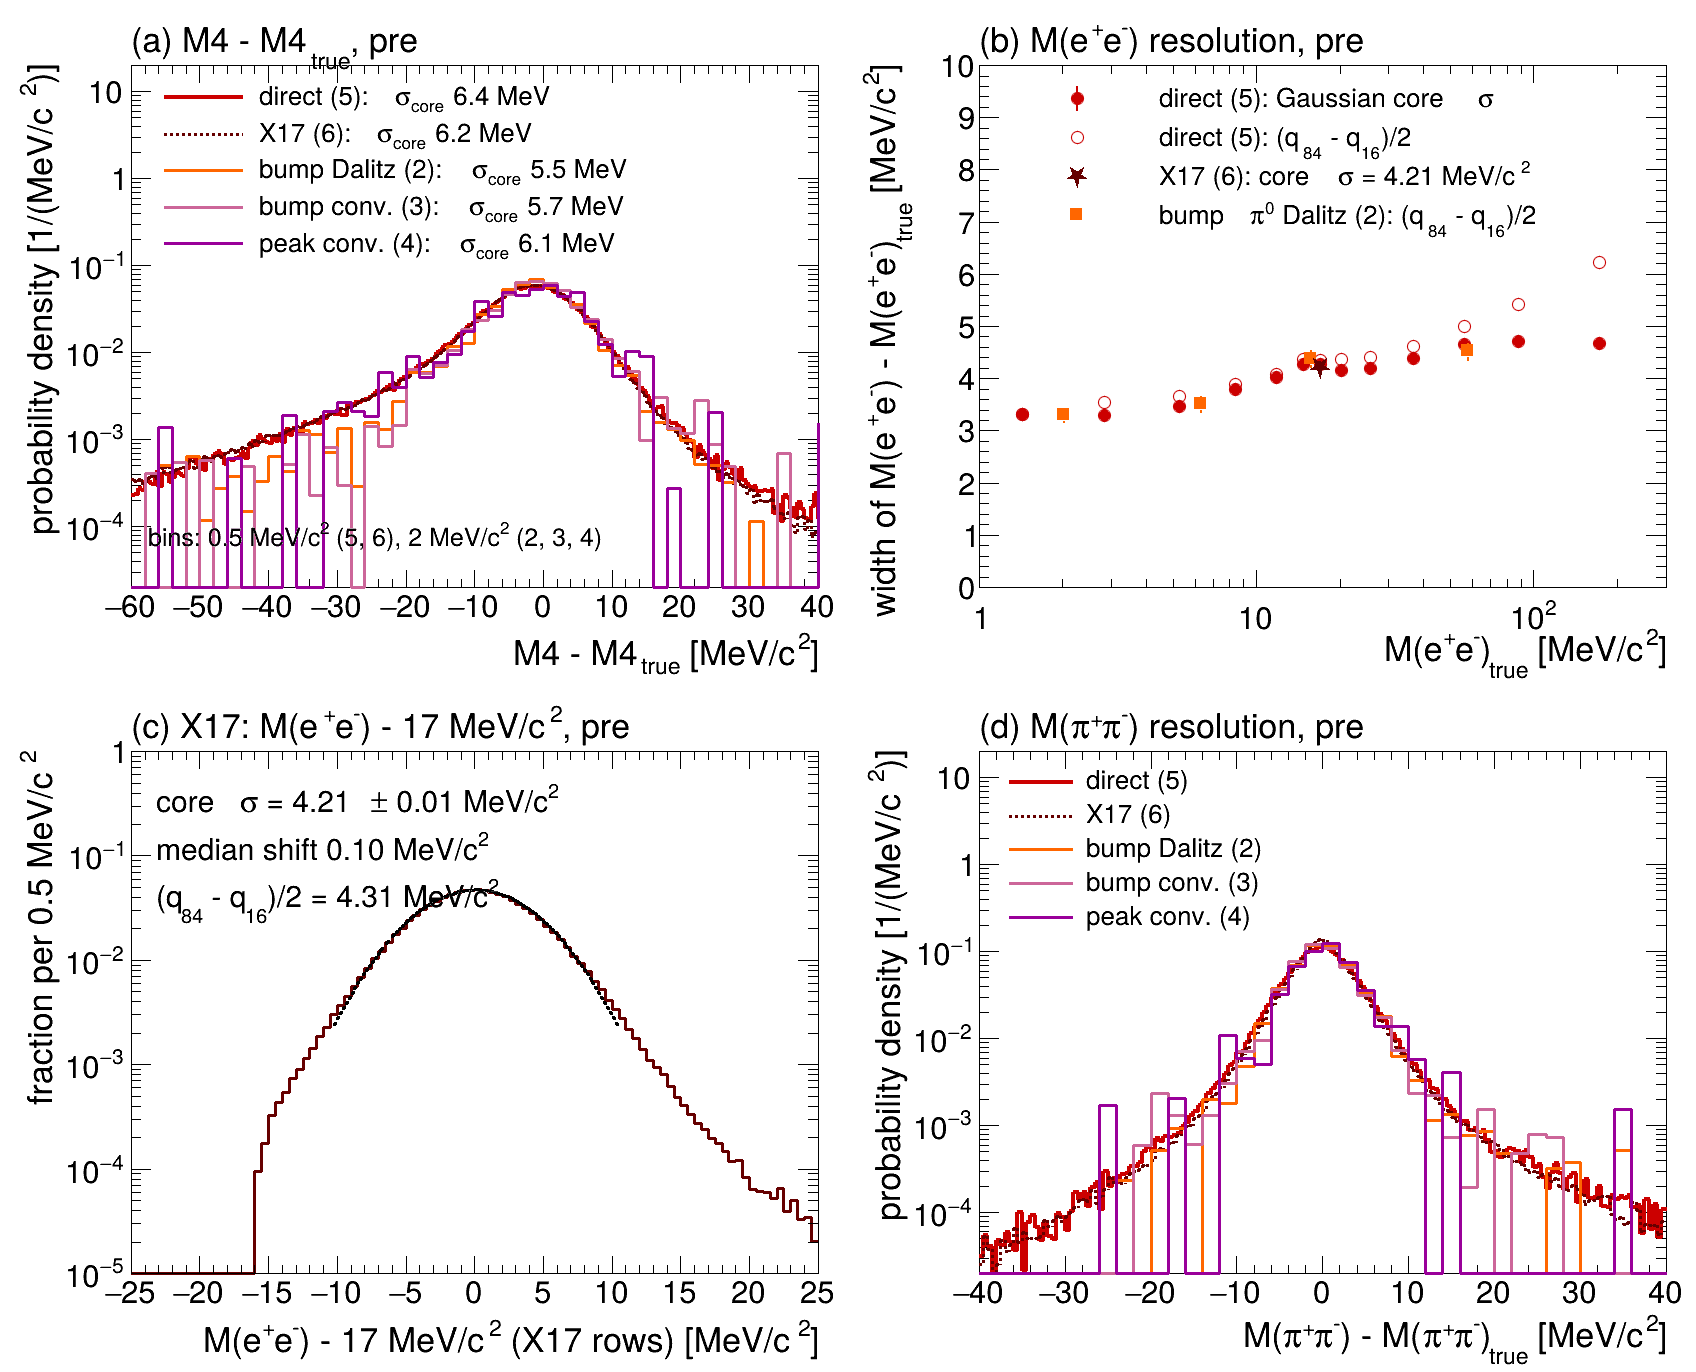 (a) M4 - M4true, pre
probability density [1/(MeV/c²)]
10
1
10⁻¹
10⁻²
10⁻³
10⁻⁴
direct (5): σcore 6.4 MeV
X17 (6): σcore 6.2 MeV
bump Dalitz (2): σcore 5.5 MeV
bump conv. (3): σcore 5.7 MeV
peak conv. (4): σcore 6.1 MeV
bins: 0.5 MeV/c² (5, 6), 2 MeV/c² (2, 3, 4)
−60 −50 −40 −30 −20 −10 0 10 20 30 40
M4 - M4true [MeV/c²]
(b) M(e⁺e⁻) resolution, pre
width of M(e⁺e⁻) - M(e⁺e⁻)true [MeV/c²]
10
9
8
7
6
5
4
3
2
1
0
direct (5): Gaussian core σ
direct (5): (q84 - q16)/2
X17 (6): core σ = 4.21 MeV/c²
bump π⁰ Dalitz (2): (q84 - q16)/2
1 10 10²
M(e⁺e⁻)true [MeV/c²]
(c) X17: M(e⁺e⁻) - 17 MeV/c², pre
fraction per 0.5 MeV/c²
1
10⁻¹
10⁻²
10⁻³
10⁻⁴
10⁻⁵
core σ = 4.21 ± 0.01 MeV/c²
median shift 0.10 MeV/c²
(q84 - q16)/2 = 4.31 MeV/c²
−25 −20 −15 −10 −5 0 5 10 15 20 25
M(e⁺e⁻) - 17 MeV/c² (X17 rows) [MeV/c²]
(d) M(π⁺π⁻) resolution, pre
probability density [1/(MeV/c²)]
10
1
10⁻¹
10⁻²
10⁻³
10⁻⁴
direct (5)
X17 (6)
bump Dalitz (2)
bump conv. (3)
peak conv. (4)
−40 −30 −20 −10 0 10 20 30 40
M(π⁺π⁻) - M(π⁺π⁻)true [MeV/c²]